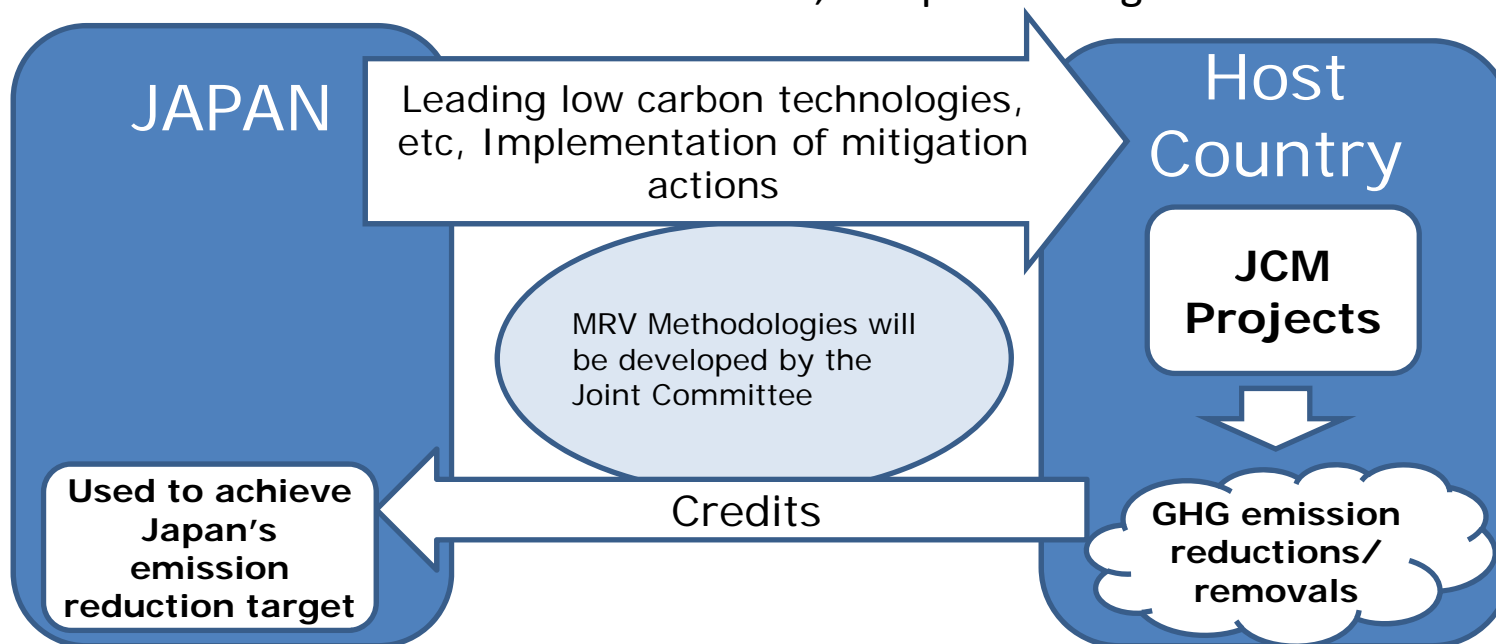 JAPAN
Leading low carbon technologies,
etc, Implementation of mitigation
actions
Host
Country
JCM
Projects
MRV Methodologies will
be developed by the
Joint Committee
Used to achieve
Japan's
emission
reduction target
Credits
GHG emission
reductions/
removals